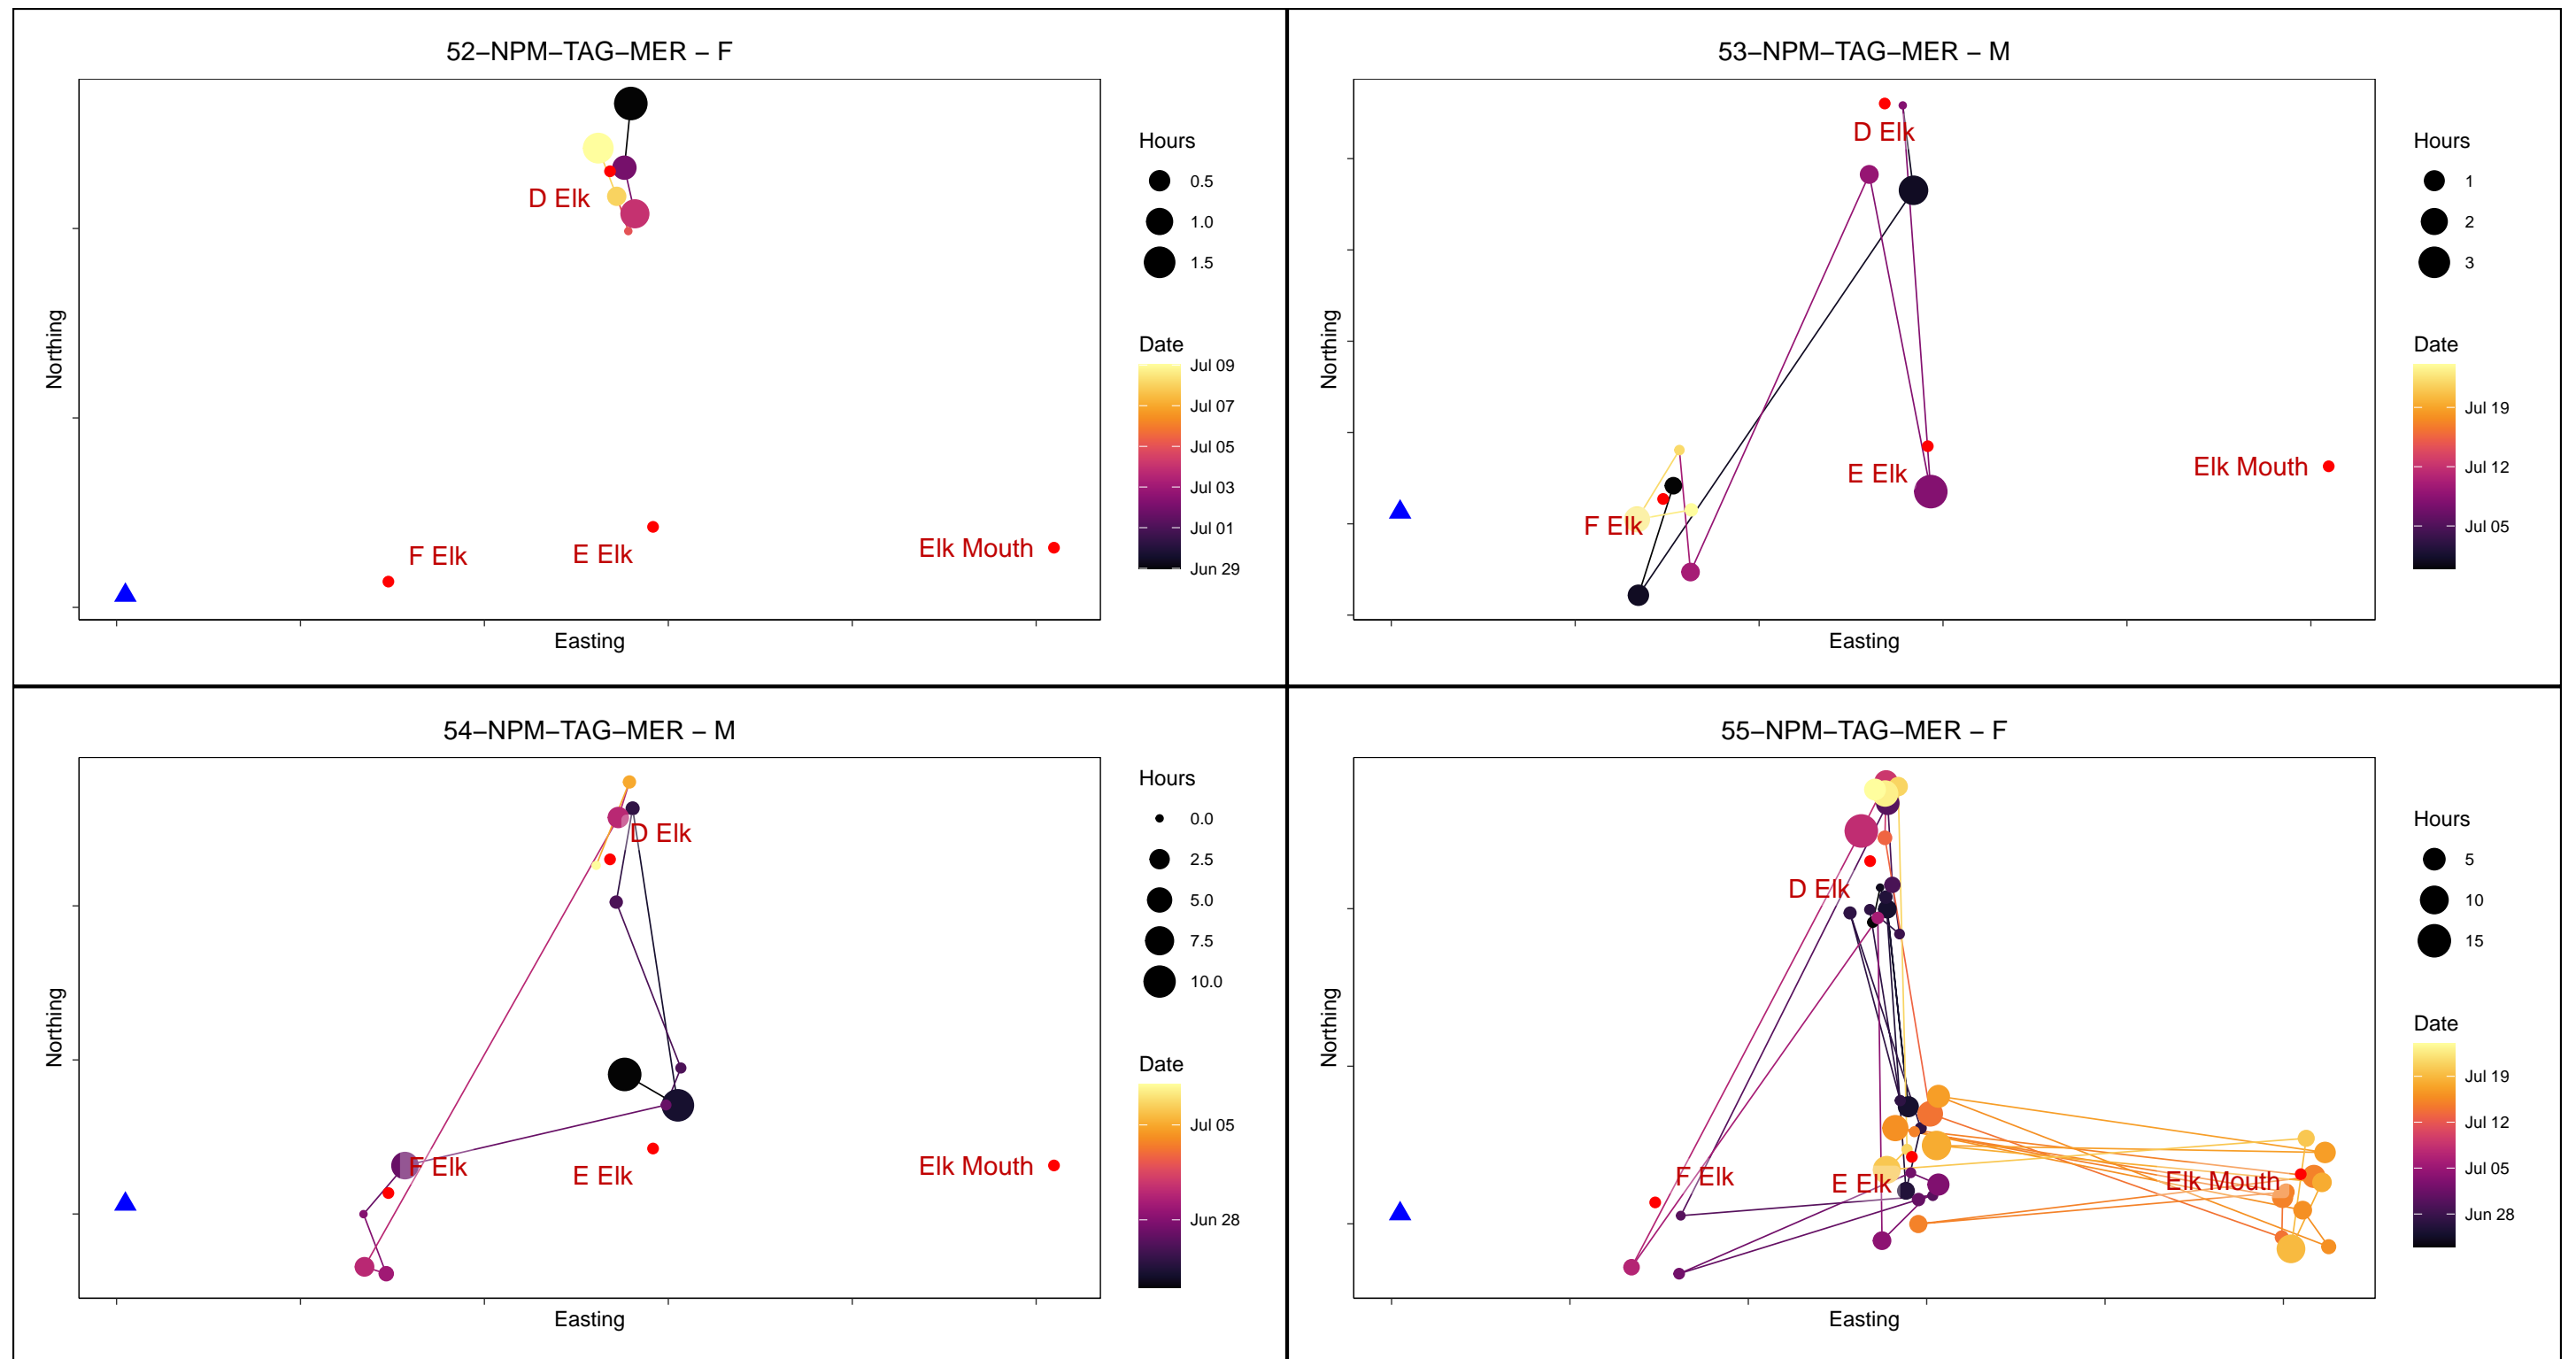 52–NPM–TAG–MER – F
D Elk
F Elk
E Elk
Elk Mouth
Northing
Easting
Hours
0.5
1.0
1.5
Date
Jul 09
Jul 07
Jul 05
Jul 03
Jul 01
Jun 29
53–NPM–TAG–MER – M
D Elk
E Elk
Elk Mouth
F Elk
Northing
Easting
Hours
1
2
3
Date
Jul 19
Jul 12
Jul 05
54–NPM–TAG–MER – M
D Elk
F Elk
E Elk
Elk Mouth
Northing
Easting
Hours
0.0
2.5
5.0
7.5
10.0
Date
Jul 05
Jun 28
55–NPM–TAG–MER – F
D Elk
F Elk
E Elk
Elk Mouth
Northing
Easting
Hours
5
10
15
Date
Jul 19
Jul 12
Jul 05
Jun 28